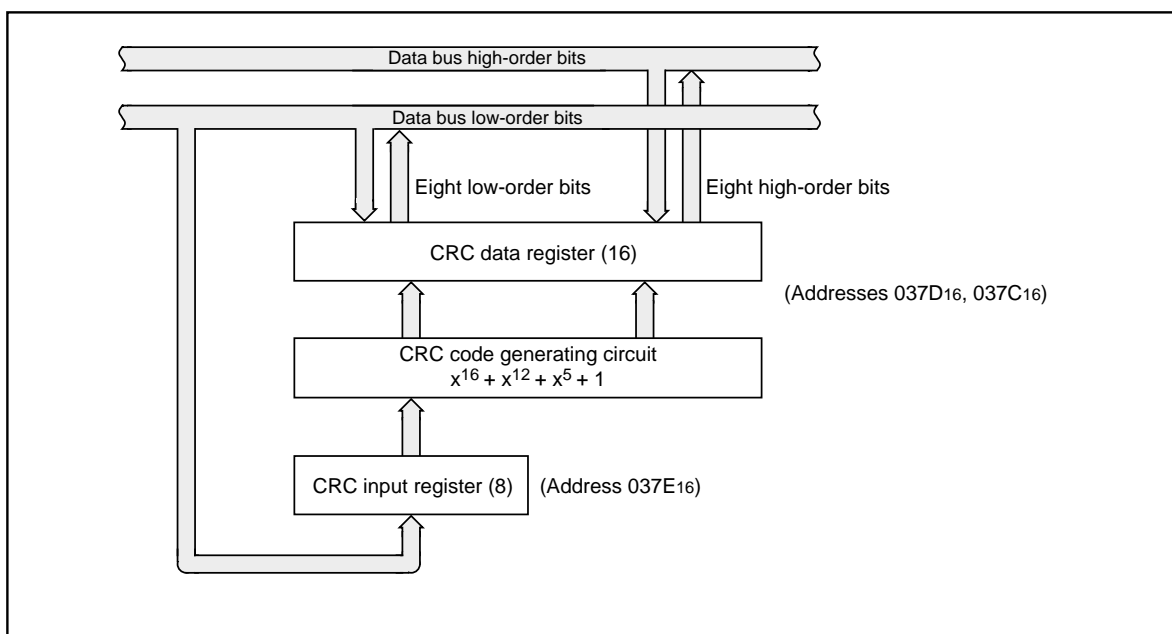 Data bus high-order bits
Data bus low-order bits
Eight low-order bits
Eight high-order bits
CRC data register (16)
(Addresses 037D16, 037C16)
CRC code generating circuit
x16 + x12 + x5 + 1
CRC input register (8)
(Address 037E16)